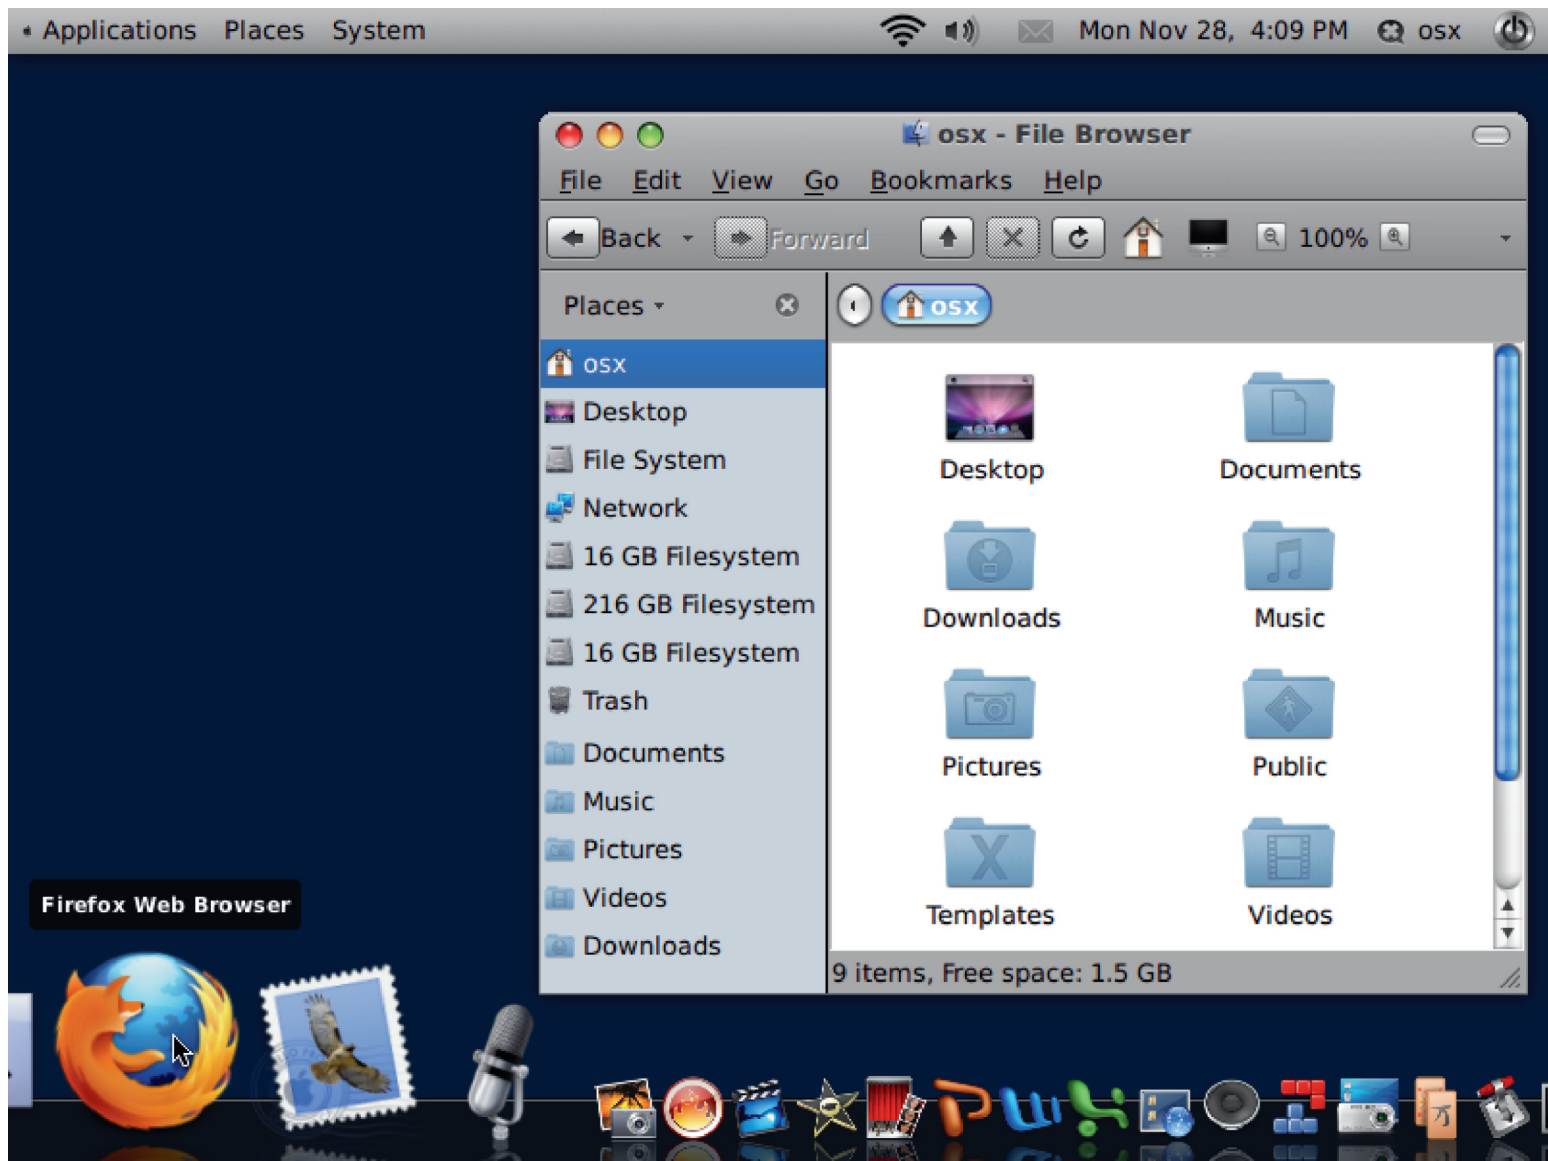 Applications Places System
Mon Nov 28, 4:09 PM osx
osx - File Browser
File Edit View Go Bookmarks Help
Back Forward 100%
Places osx
osx
Desktop
File System
Network
16 GB Filesystem
216 GB Filesystem
16 GB Filesystem
Trash
Documents
Music
Pictures
Videos
Downloads
Desktop Documents
Downloads Music
Pictures Public
Templates Videos
9 items, Free space: 1.5 GB
Firefox Web Browser